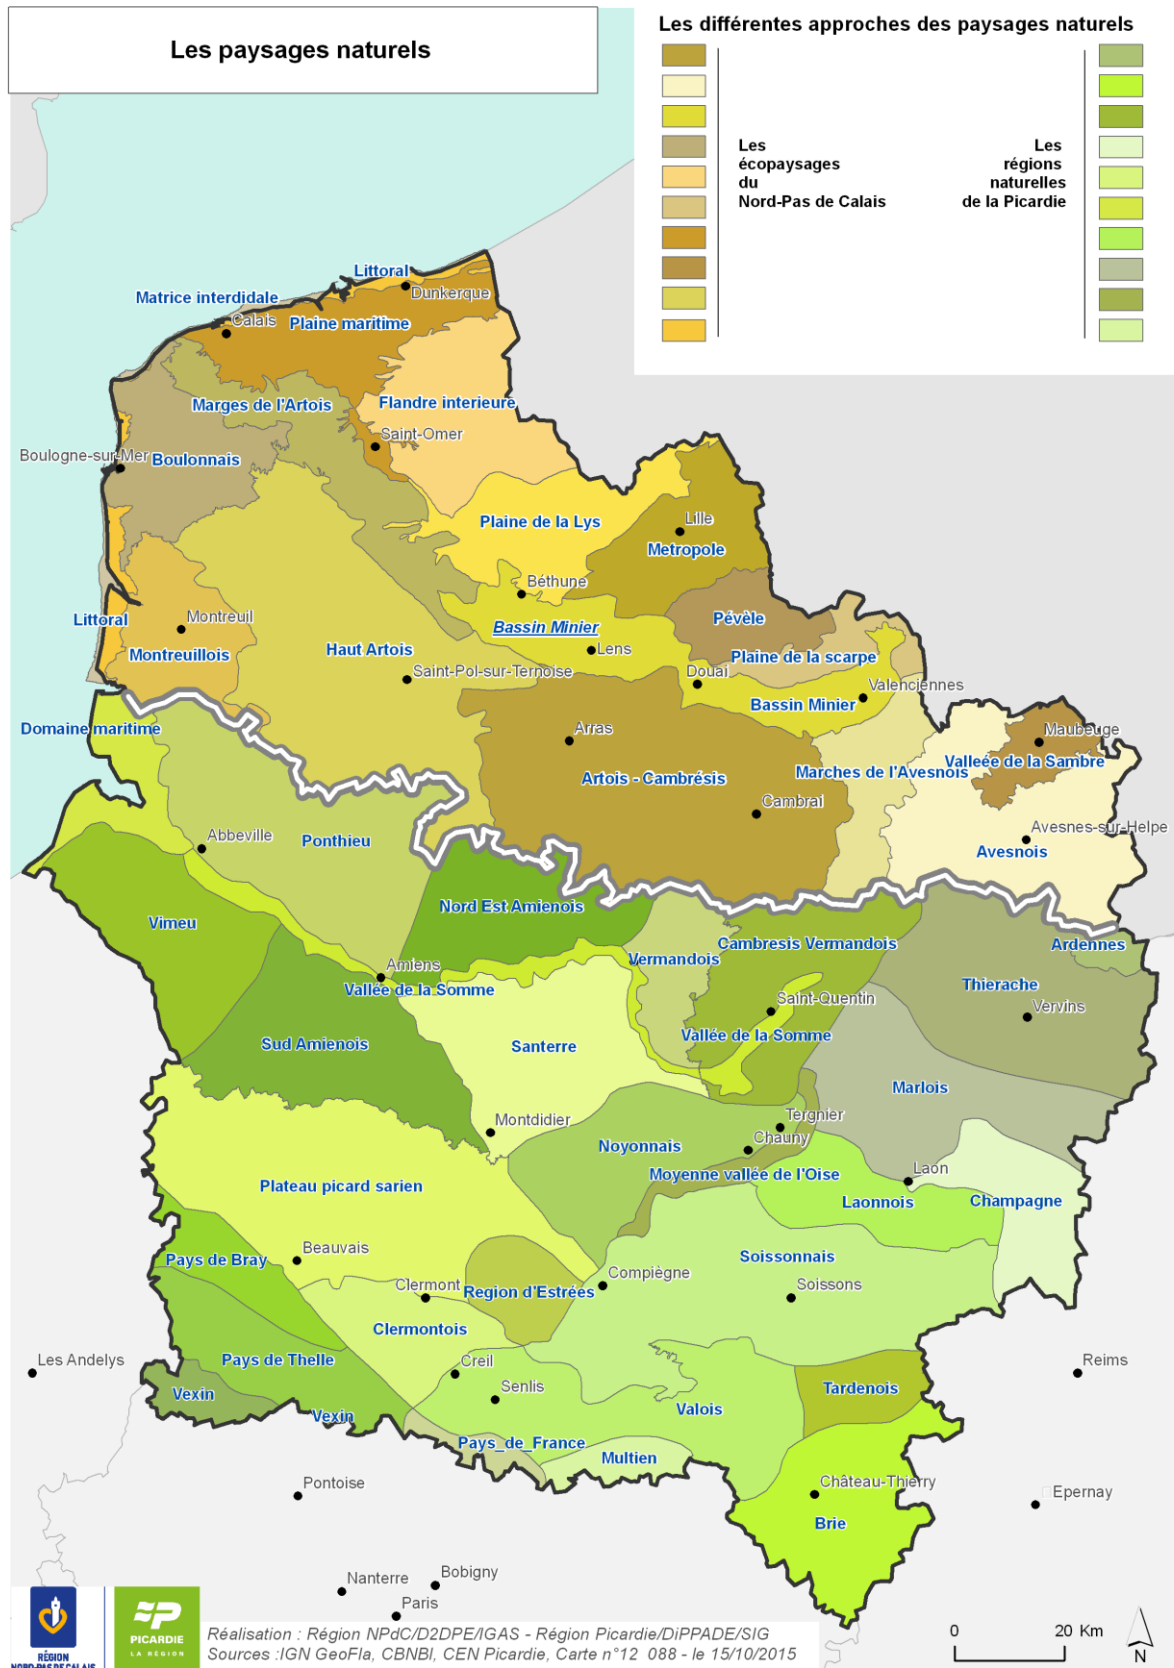 Les paysages naturels
Les différentes approches des paysages naturels
Les
écopaysages
du
Nord-Pas de Calais
Les
régions
naturelles
de la Picardie
Littoral
Dunkerque
Matrice interdidale
Calais
Plaine maritime
Marges de l'Artois
Flandre interieure
Saint-Omer
Boulogne-sur-Mer
Boulonnais
Plaine de la Lys
Lille
Metropole
Béthune
Littoral
Montreuil
Bassin Minier
Pévèle
Montreuillois
Haut Artois
Lens
Plaine de la scarpe
Saint-Pol-sur-Ternoise
Douai
Valenciennes
Bassin Minier
Domaine maritime
Arras
Maubeuge
Valleée de la Sambre
Artois - Cambrésis
Marches de l'Avesnois
Cambrai
Avesnes-sur-Helpe
Abbeville
Ponthieu
Avesnois
Nord Est Amienois
Vimeu
Cambresis Vermandois
Ardennes
Vermandois
Amiens
Vallée de la Somme
Thierache
Saint-Quentin
Vervins
Vallée de la Somme
Sud Amienois
Santerre
Marlois
Tergnier
Montdidier
Noyonnais
Chauny
Moyenne vallée de l'Oise
Laon
Plateau picard sarien
Laonnois
Champagne
Beauvais
Pays de Bray
Soissonnais
Compiègne
Clermont
Region d'Estrées
Soissons
Clermontois
Les Andelys
Pays de Thelle
Creil
Reims
Senlis
Tardenois
Vexin
Valois
Vexin
Pays_de_France
Multien
Pontoise
Château-Thierry
Epernay
Brie
Bobigny
Nanterre
Paris
RÉGION
NORD-PAS DE CALAIS
PICARDIE
LA RÉGION
Réalisation : Région NPdC/D2DPE/IGAS - Région Picardie/DiPPADE/SIG
Sources :IGN GeoFla, CBNBI, CEN Picardie, Carte n°12_088 - le 15/10/2015
0 20 Km
N